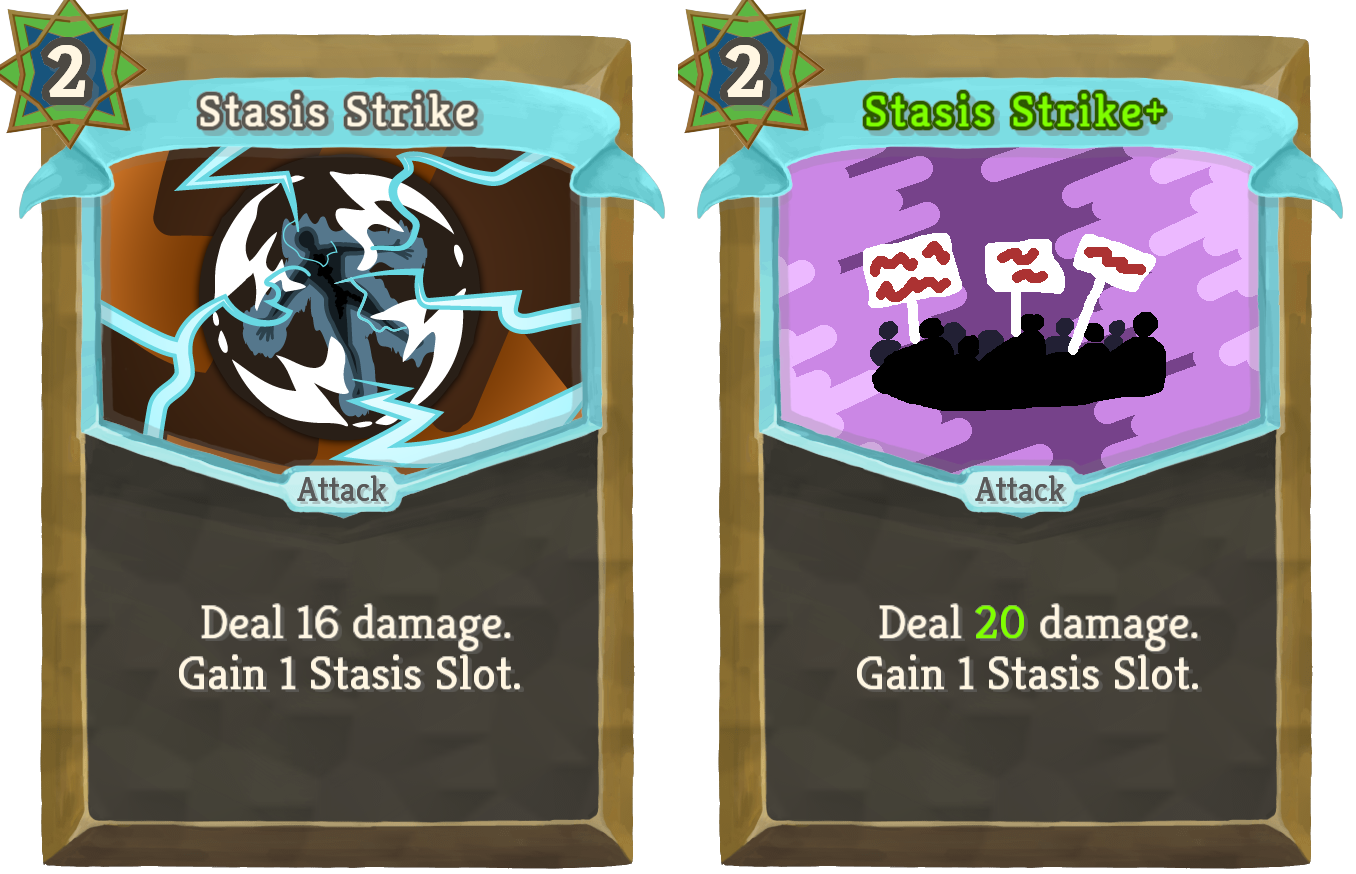 2
Stasis Strike
Attack
Deal 16 damage.
Gain 1 Stasis Slot.
2
Stasis Strike+
Attack
Deal 20 damage.
Gain 1 Stasis Slot.